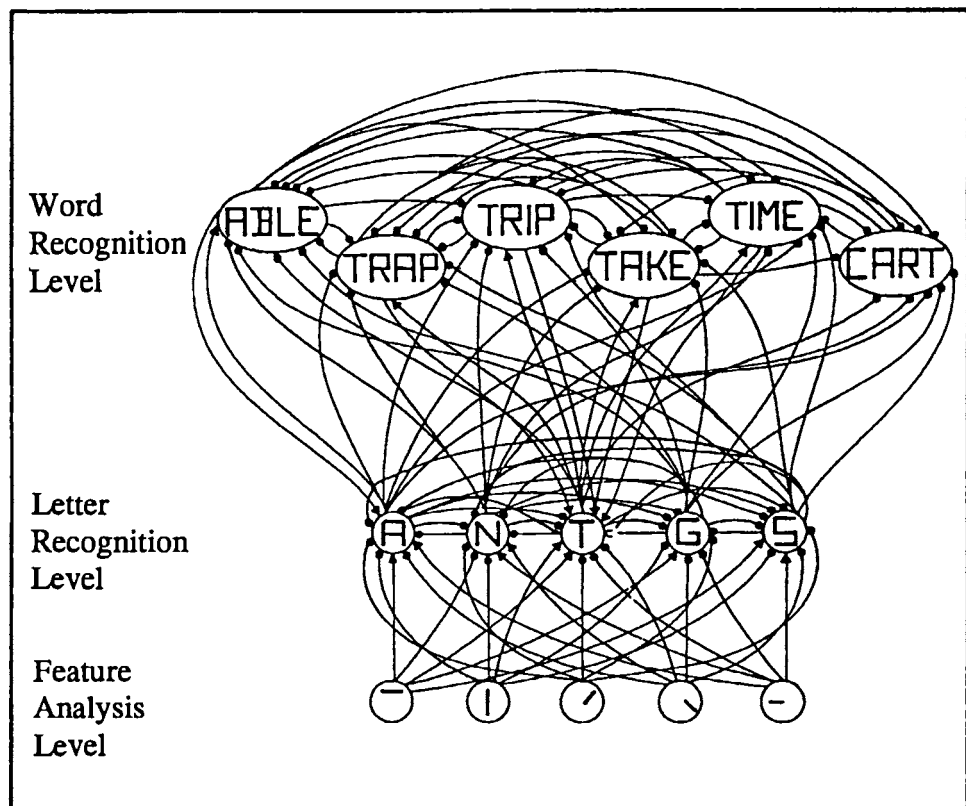 Word
Recognition
Level
ABLE
TRIP
TIME
TRAP
TAKE
CART
Letter
Recognition
Level
A
N
T
G
S
Feature
Analysis
Level